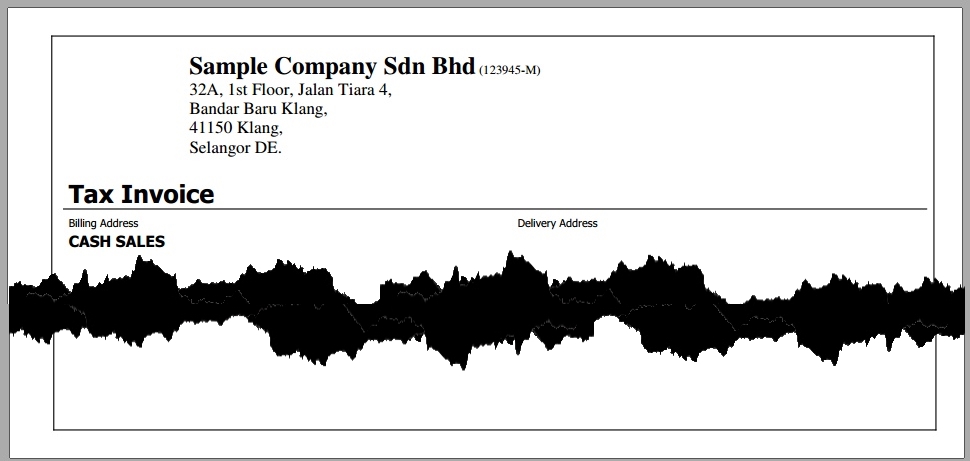 Sample Company Sdn Bhd (123945-M)
32A, 1st Floor, Jalan Tiara 4,
Bandar Baru Klang,
41150 Klang,
Selangor DE.
Tax Invoice
Billing Address
Delivery Address
CASH SALES